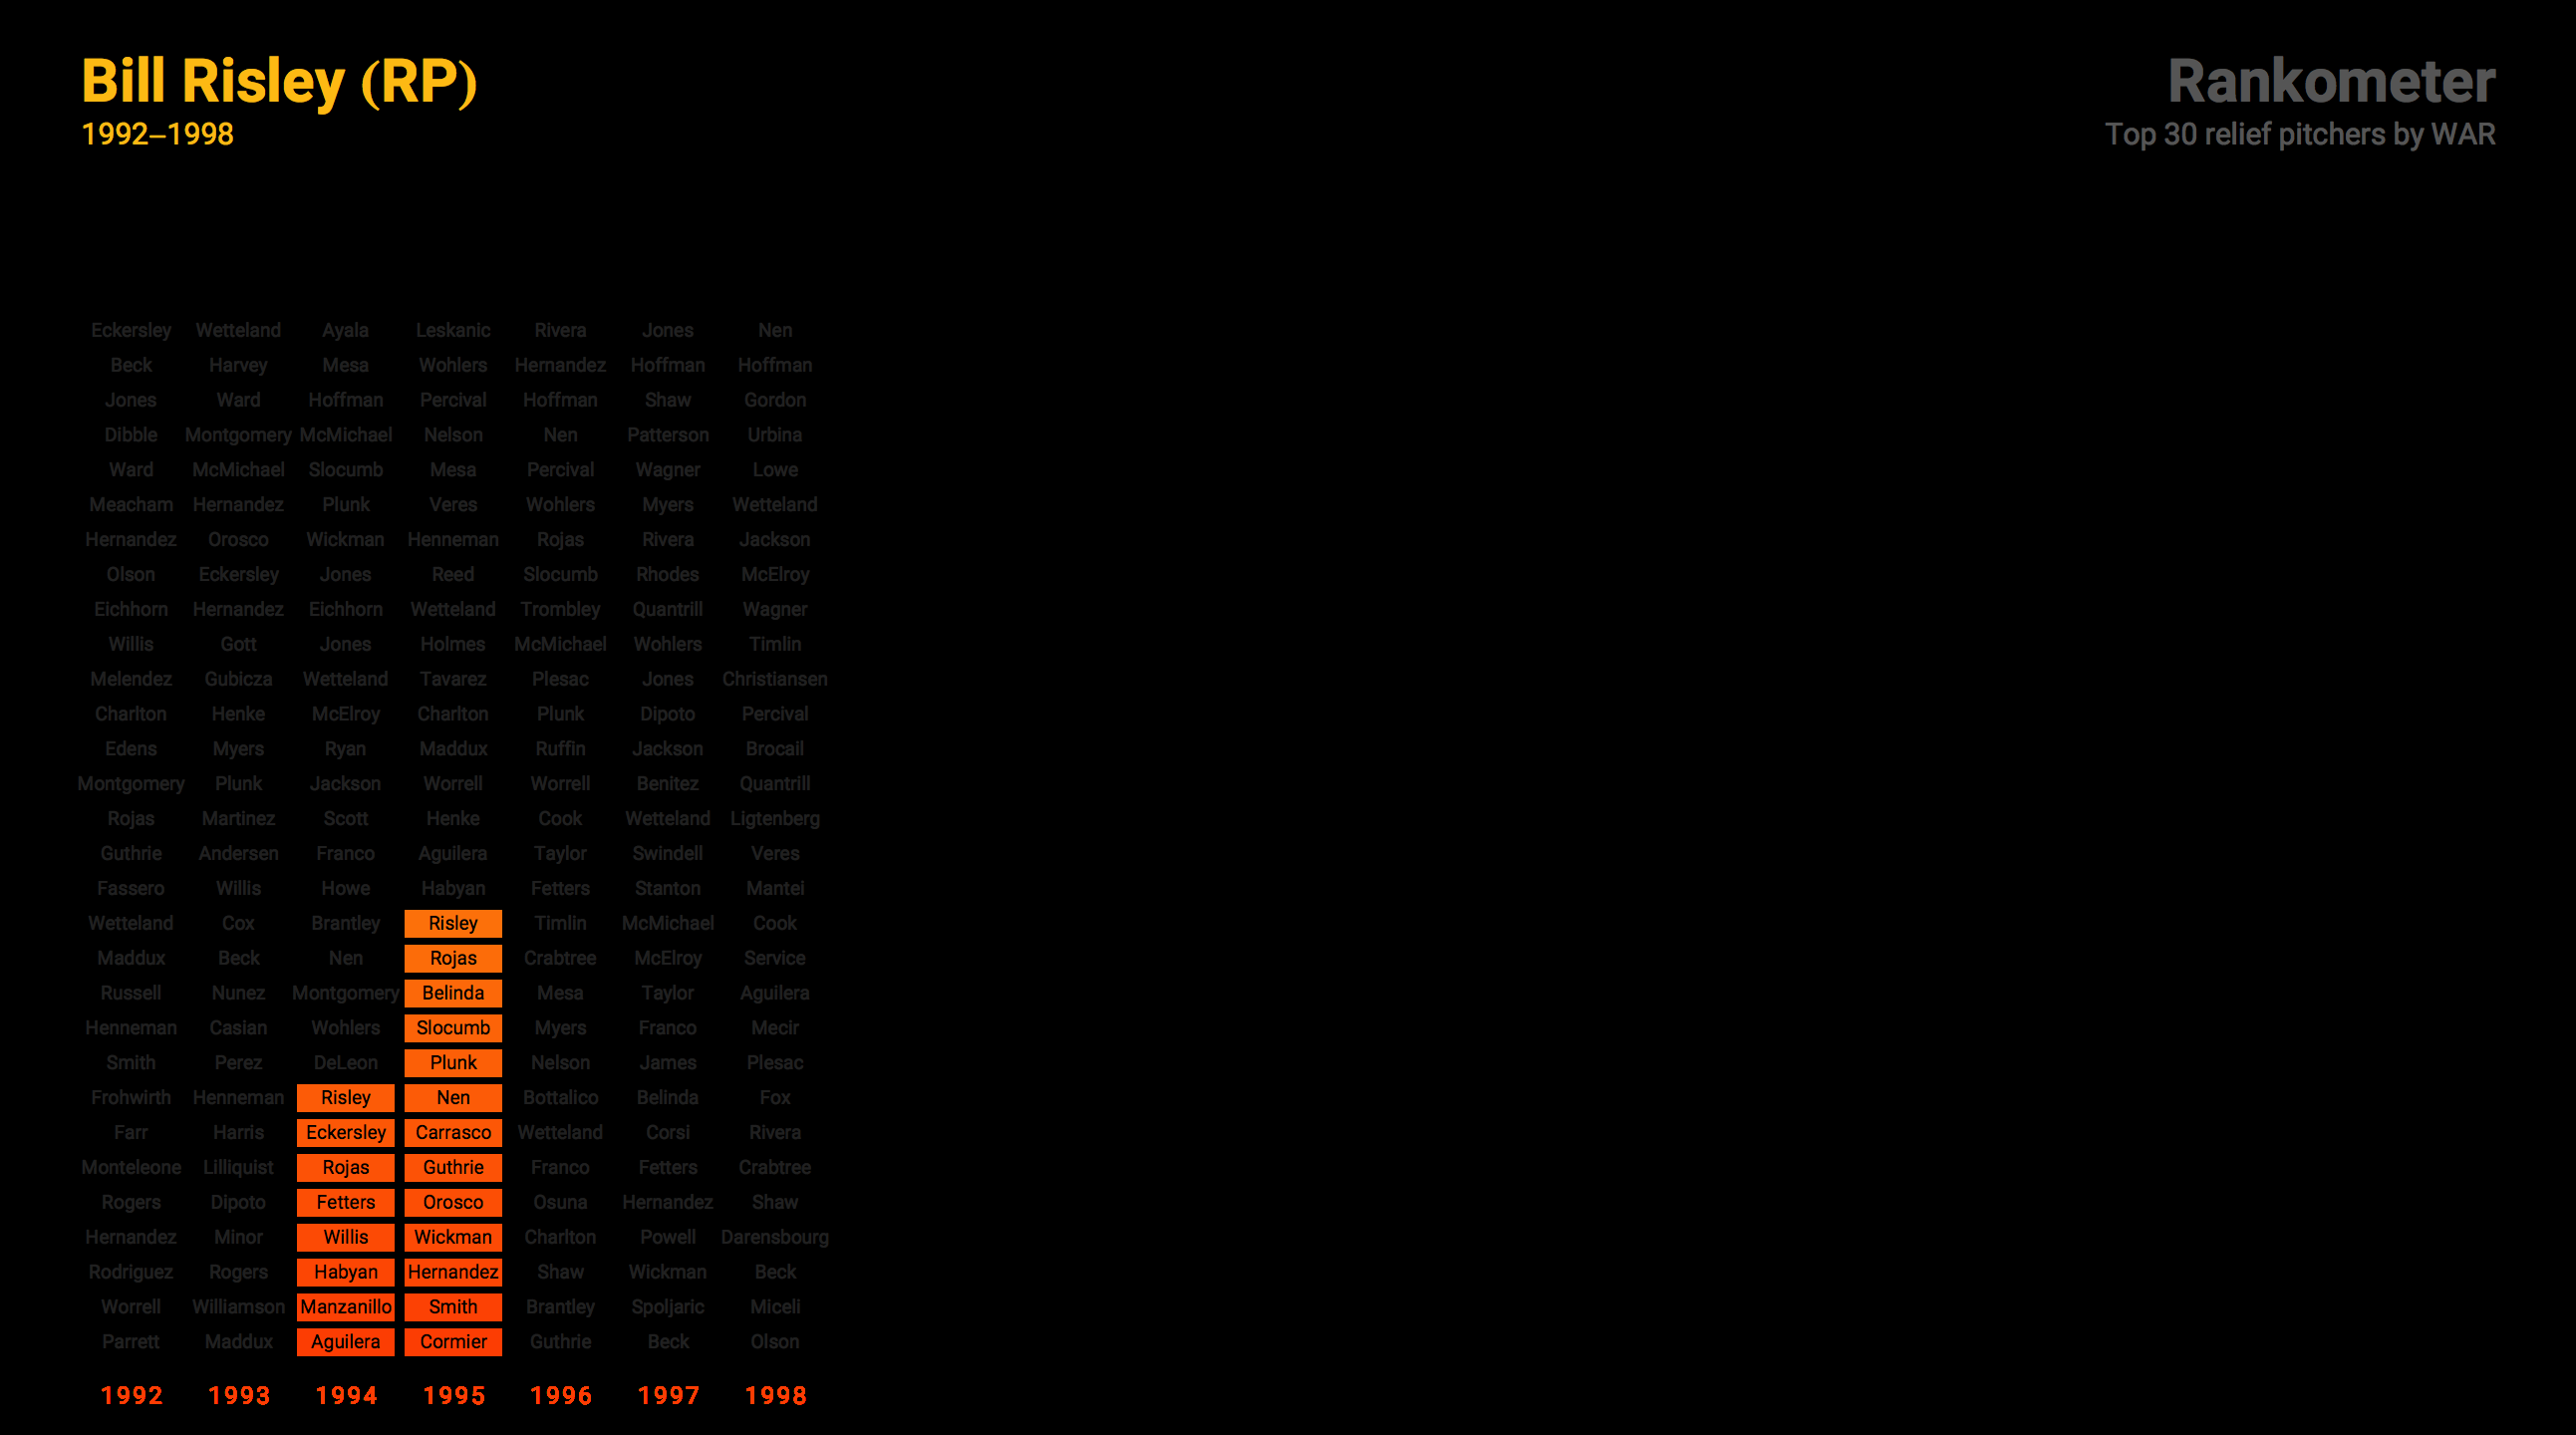 Bill Risley (RP)
1992–1998
Rankometer
Top 30 relief pitchers by WAR
Eckersley Wetteland Ayala Leskanic Rivera Jones Nen
Beck Harvey Mesa Wohlers Hernandez Hoffman Hoffman
Jones Ward Hoffman Percival Hoffman Shaw Gordon
Dibble Montgomery McMichael Nelson Nen Patterson Urbina
Ward McMichael Slocumb Mesa Percival Wagner Lowe
Meacham Hernandez Plunk Veres Wohlers Myers Wetteland
Hernandez Orosco Wickman Henneman Rojas Rivera Jackson
Olson Eckersley Jones Reed Slocumb Rhodes McElroy
Eichhorn Hernandez Eichhorn Wetteland Trombley Quantrill Wagner
Willis Gott Jones Holmes McMichael Wohlers Timlin
Melendez Gubicza Wetteland Tavarez Plesac Jones Christiansen
Charlton Henke McElroy Charlton Plunk Dipoto Percival
Edens Myers Ryan Maddux Ruffin Jackson Brocail
Montgomery Plunk Jackson Worrell Worrell Benitez Quantrill
Rojas Martinez Scott Henke Cook Wetteland Ligtenberg
Guthrie Andersen Franco Aguilera Taylor Swindell Veres
Fassero Willis Howe Habyan Fetters Stanton Mantei
Wetteland Cox Brantley Risley Timlin McMichael Cook
Maddux Beck Nen Rojas Crabtree McElroy Service
Russell Nunez Montgomery Belinda Mesa Taylor Aguilera
Henneman Casian Wohlers Slocumb Myers Franco Mecir
Smith Perez DeLeon Plunk Nelson James Plesac
Frohwirth Henneman Risley Nen Bottalico Belinda Fox
Farr Harris Eckersley Carrasco Wetteland Corsi Rivera
Monteleone Lilliquist Rojas Guthrie Franco Fetters Crabtree
Rogers Dipoto Fetters Orosco Osuna Hernandez Shaw
Hernandez Minor Willis Wickman Charlton Powell Darensbourg
Rodriguez Rogers Habyan Hernandez Shaw Wickman Beck
Worrell Williamson Manzanillo Smith Brantley Spoljaric Miceli
Parrett Maddux Aguilera Cormier Guthrie Beck Olson
1992 1993 1994 1995 1996 1997 1998